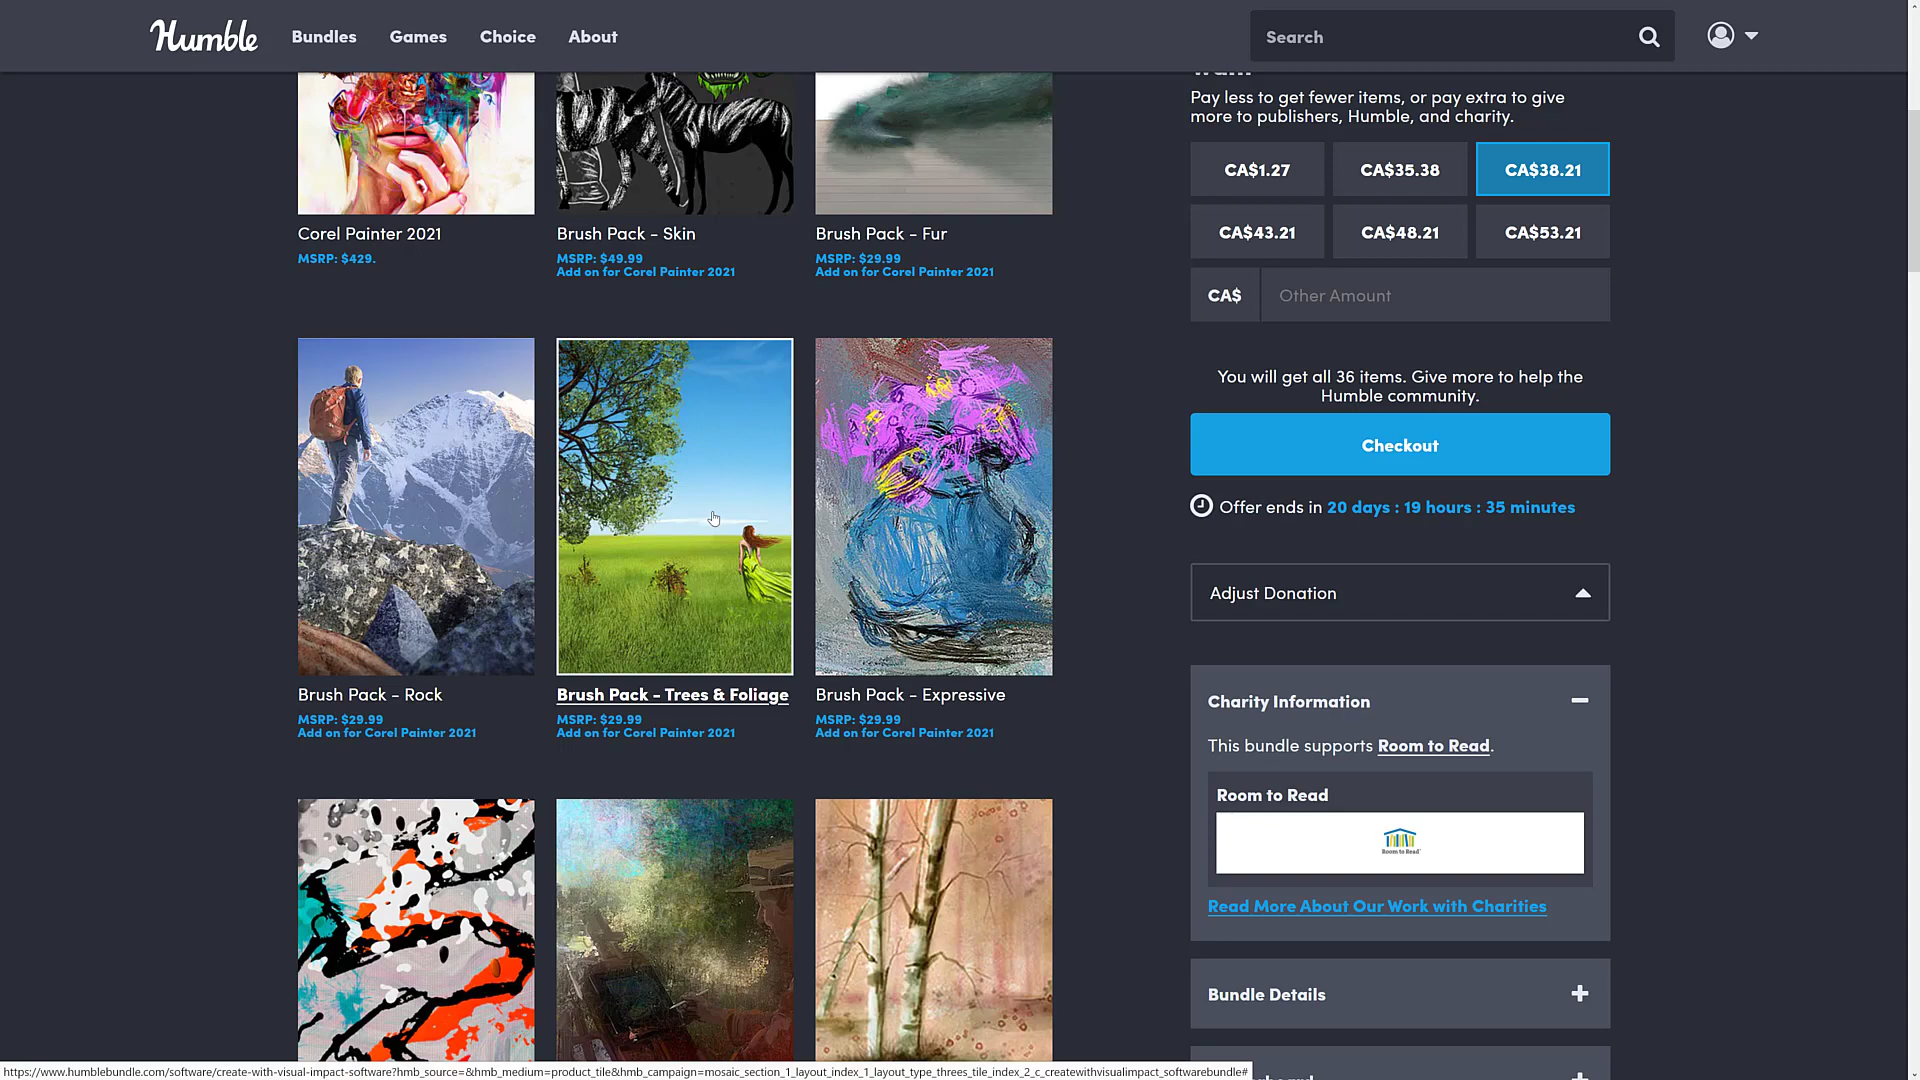 Humble
Bundles
Games
Choice
About
Search
Pay less to get fewer items, or pay extra to give
more to publishers, Humble, and charity.
CA$1.27
CA$35.38
CA$38.21
CA$43.21
CA$48.21
CA$53.21
CA$
Other Amount
You will get all 36 items. Give more to help the
Humble community.
Checkout
Offer ends in 20 days : 19 hours : 35 minutes
Adjust Donation
Charity Information
This bundle supports Room to Read.
Room to Read
Room to Read
Read More About Our Work with Charities
Bundle Details
Corel Painter 2021
MSRP: $429.
Brush Pack - Skin
MSRP: $49.99
Add on for Corel Painter 2021
Brush Pack - Fur
MSRP: $29.99
Add on for Corel Painter 2021
Brush Pack - Rock
MSRP: $29.99
Add on for Corel Painter 2021
Brush Pack - Trees & Foliage
MSRP: $29.99
Add on for Corel Painter 2021
Brush Pack - Expressive
MSRP: $29.99
Add on for Corel Painter 2021
https://www.humblebundle.com/software/create-with-visual-impact-software?hmb_source=&hmb_medium=product_tile&hmb_campaign=mosaic_section_1_layout_index_1_layout_type_threes_tile_index_2_c_createwithvisualimpact_softwarebundle#